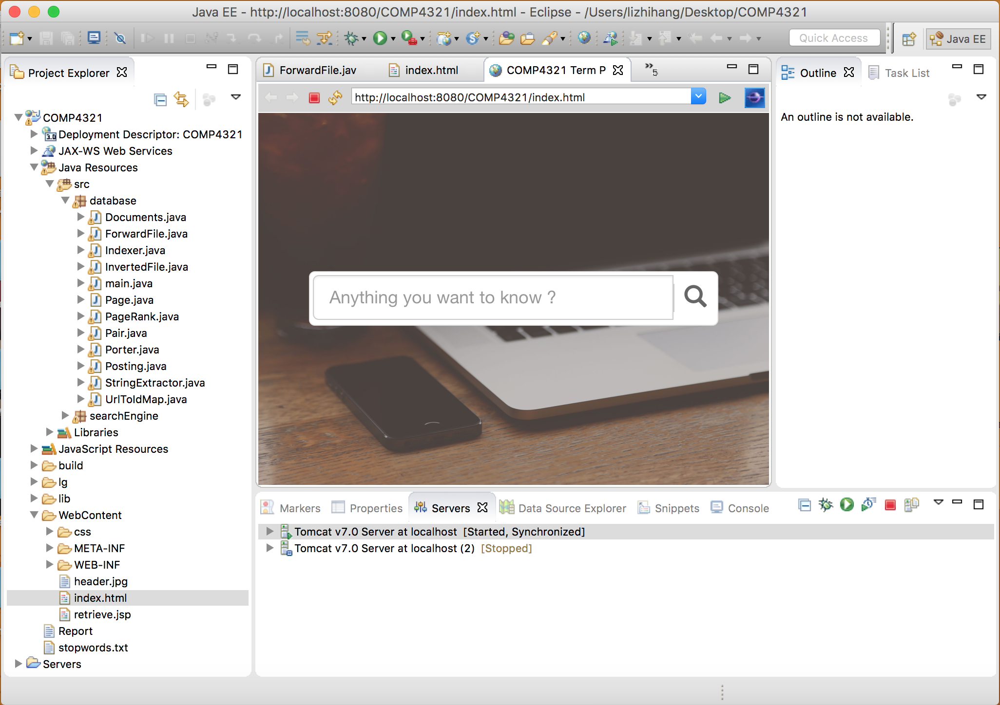 Java EE - http://localhost:8080/COMP4321/index.html - Eclipse - /Users/lizhihang/Desktop/COMP4321
Quick Access
Java EE
Project Explorer
ForwardFile.jav
index.html
COMP4321 Term P
»5
Outline
Task List
http://localhost:8080/COMP4321/index.html
An outline is not available.
COMP4321
3.0 Deployment Descriptor: COMP4321
JAX-WS Web Services
Java Resources
src
database
Documents.java
ForwardFile.java
Indexer.java
InvertedFile.java
main.java
Page.java
PageRank.java
Pair.java
Porter.java
Posting.java
StringExtractor.java
UrlToIdMap.java
searchEngine
Libraries
JavaScript Resources
build
lg
lib
WebContent
css
META-INF
WEB-INF
header.jpg
index.html
retrieve.jsp
Report
stopwords.txt
Servers
Anything you want to know ?
Markers
Properties
Servers
Data Source Explorer
Snippets
Console
Tomcat v7.0 Server at localhost [Started, Synchronized]
Tomcat v7.0 Server at localhost (2) [Stopped]